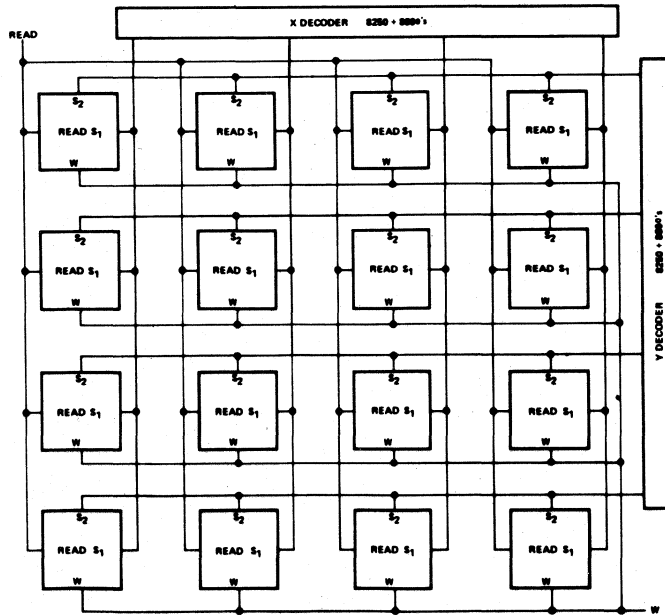 X DECODER 8250 + 8880's
READ
S2 S2 S2 S2
READ S1 READ S1 READ S1 READ S1
W W W W
S2 S2 S2 S2
READ S1 READ S1 READ S1 READ S1
W W W W
S2 S2 S2 S2
READ S1 READ S1 READ S1 READ S1
W W W W
S2 S2 S2 S2
READ S1 READ S1 READ S1 READ S1
W W W W
W
Y DECODER 8250 + 8880's